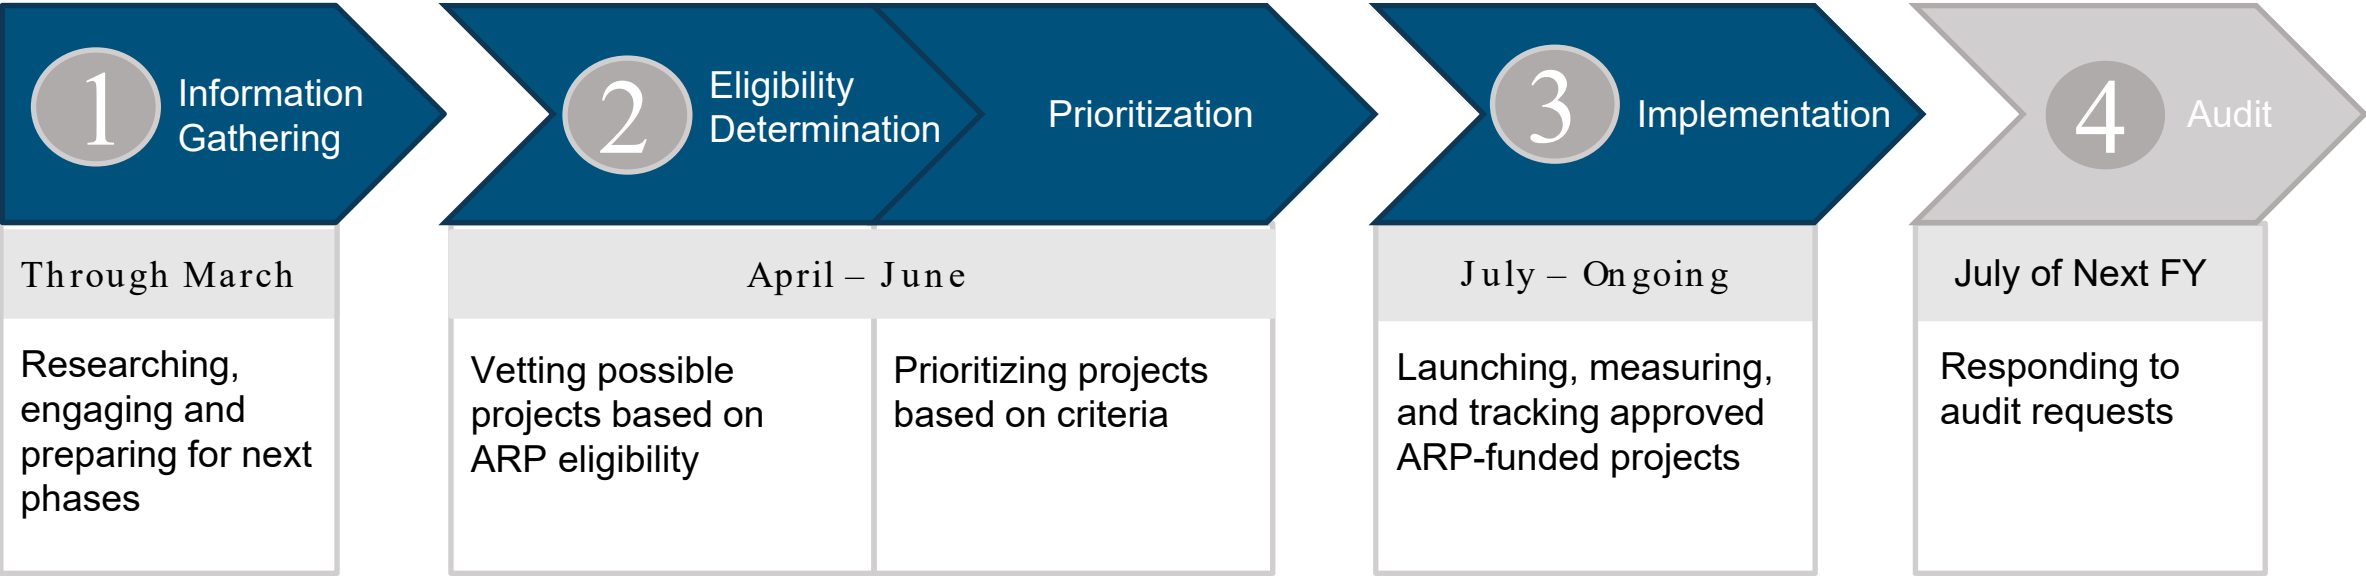 1
Information
Gathering
Through March
Researching,
engaging and
preparing for next
phases
2
Eligibility
Determination
Prioritization
April – June
Vetting possible
projects based on
ARP eligibility
Prioritizing projects
based on criteria
3
Implementation
July – Ongoing
Launching, measuring,
and tracking approved
ARP-funded projects
4
Audit
July of Next FY
Responding to
audit requests